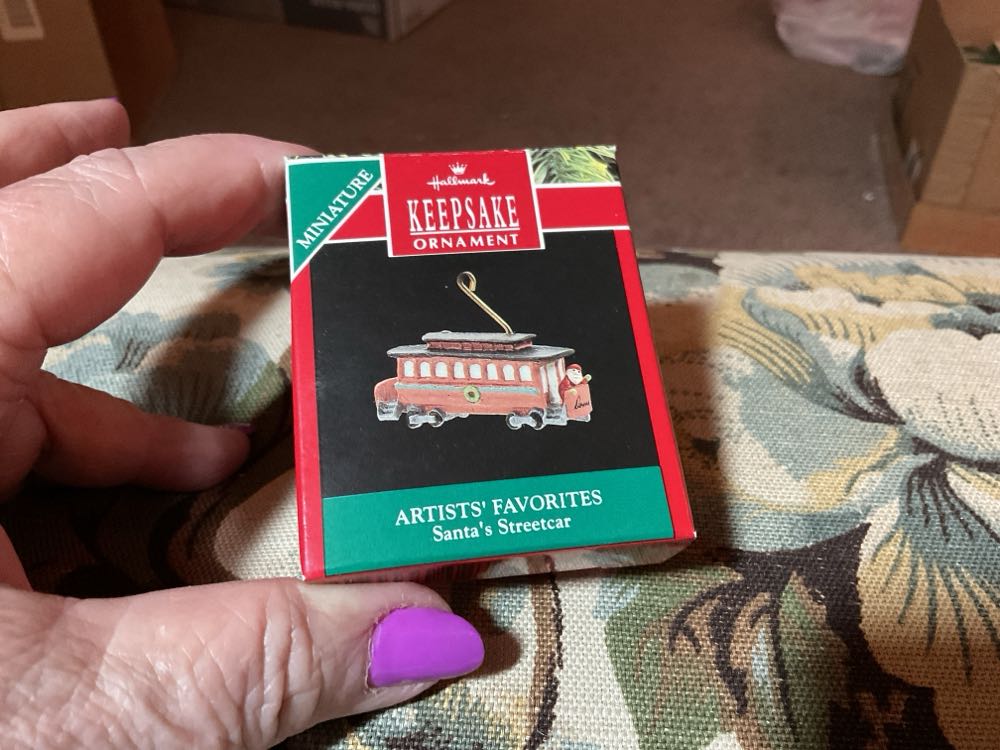 MINIATURE
Hallmark
KEEPSAKE
ORNAMENT
ARTISTS' FAVORITES
Santa's Streetcar